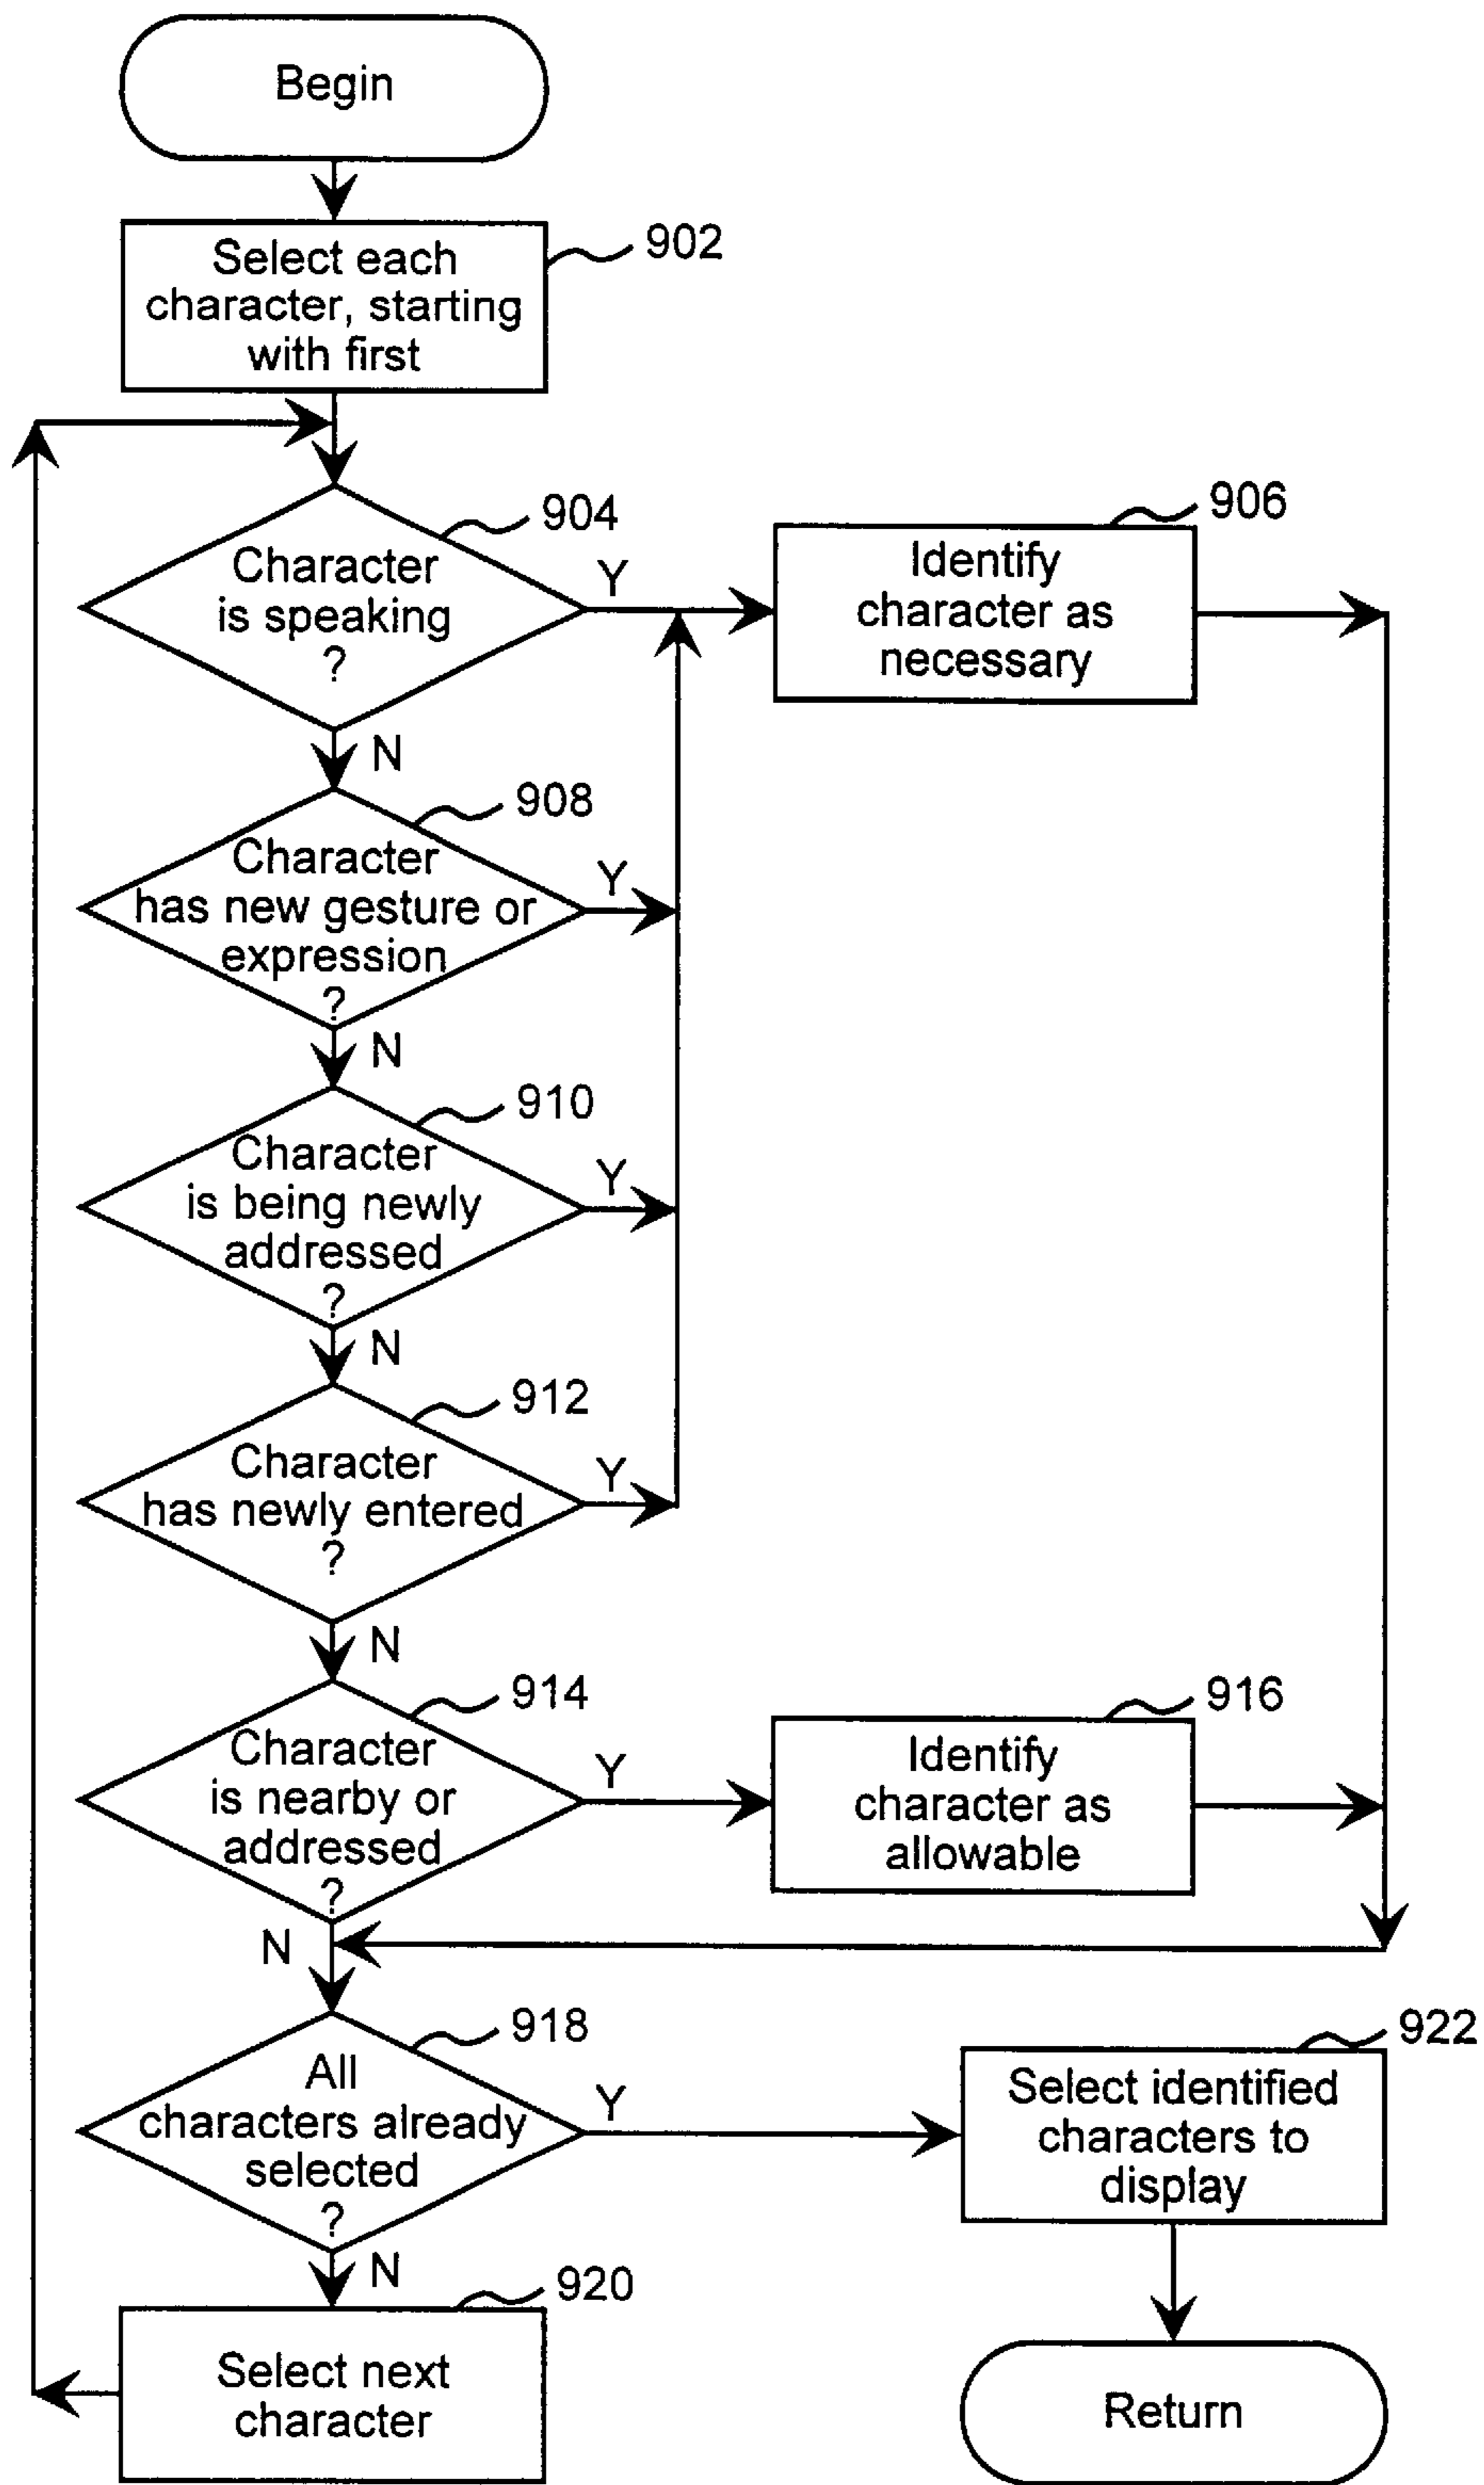 Begin
Select each
character, starting
with first
902
Character
is speaking
?
904
Y
N
Identify
character as
necessary
906
Character
has new gesture or
expression
?
908
Y
N
Character
is being newly
addressed
?
910
Y
N
Character
has newly entered
?
912
Y
N
Character
is nearby or
addressed
?
914
Y
N
Identify
character as
allowable
916
All
characters already
selected
?
918
Y
N
Select identified
characters to
display
922
Select next
character
920
Return